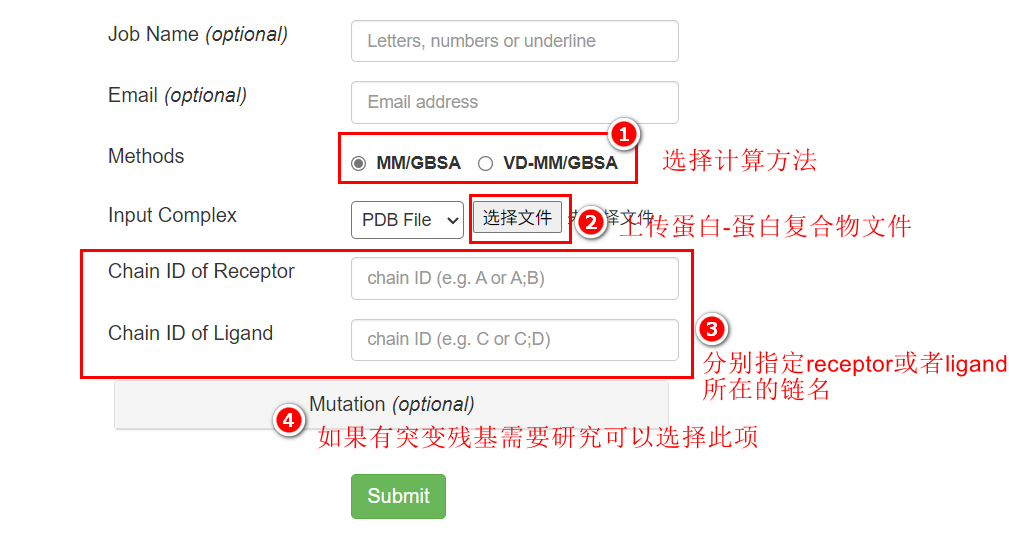 Job Name (optional)
Letters, numbers or underline
Email (optional)
Email address
Methods
MM/GBSA
VD-MM/GBSA
1
选择计算方法
Input Complex
PDB File
选择文件
2
择文件
上传蛋白-蛋白复合物文件
Chain ID of Receptor
chain ID (e.g. A or A;B)
Chain ID of Ligand
chain ID (e.g. C or C;D)
3
分别指定receptor或者ligand
所在的链名
Mutation (optional)
4
如果有突变残基需要研究可以选择此项
Submit